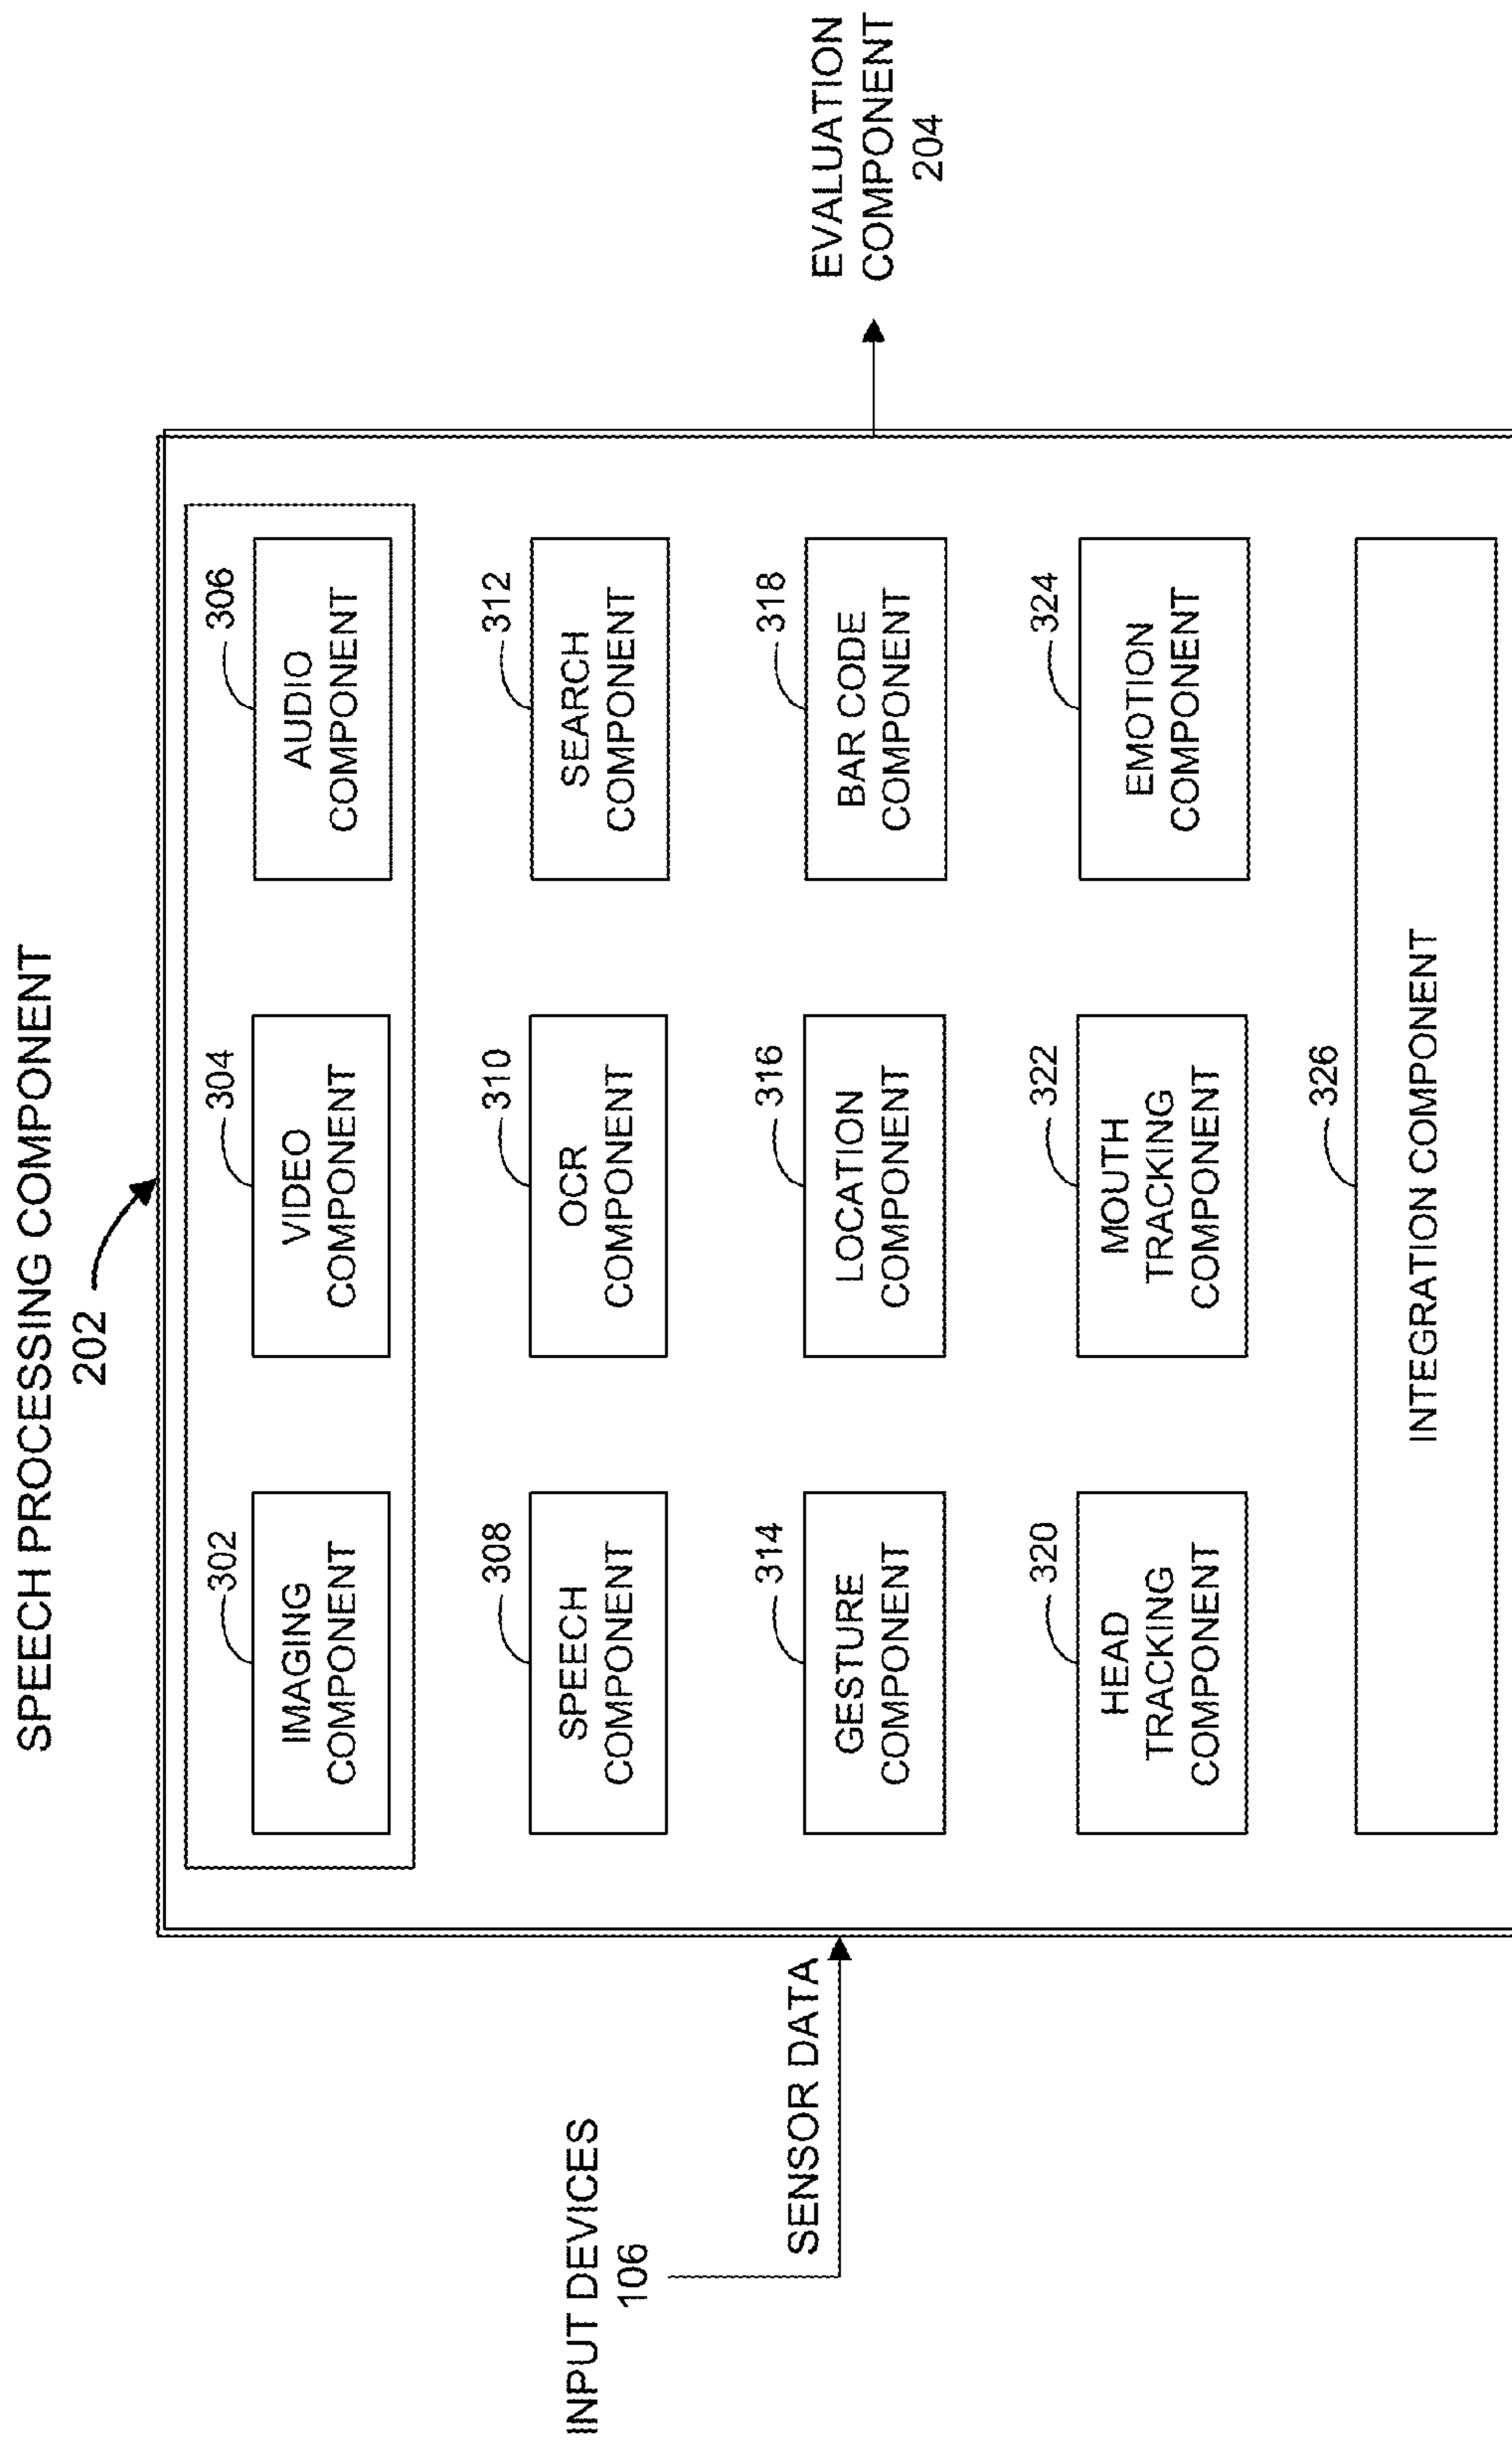 SPEECH PROCESSING COMPONENT
202
INPUT DEVICES
106
SENSOR DATA
302
IMAGING
COMPONENT
304
VIDEO
COMPONENT
306
AUDIO
COMPONENT
308
SPEECH
COMPONENT
310
OCR
COMPONENT
312
SEARCH
COMPONENT
314
GESTURE
COMPONENT
316
LOCATION
COMPONENT
318
BAR CODE
COMPONENT
320
HEAD
TRACKING
COMPONENT
322
MOUTH
TRACKING
COMPONENT
324
EMOTION
COMPONENT
326
INTEGRATION COMPONENT
EVALUATION
COMPONENT
204